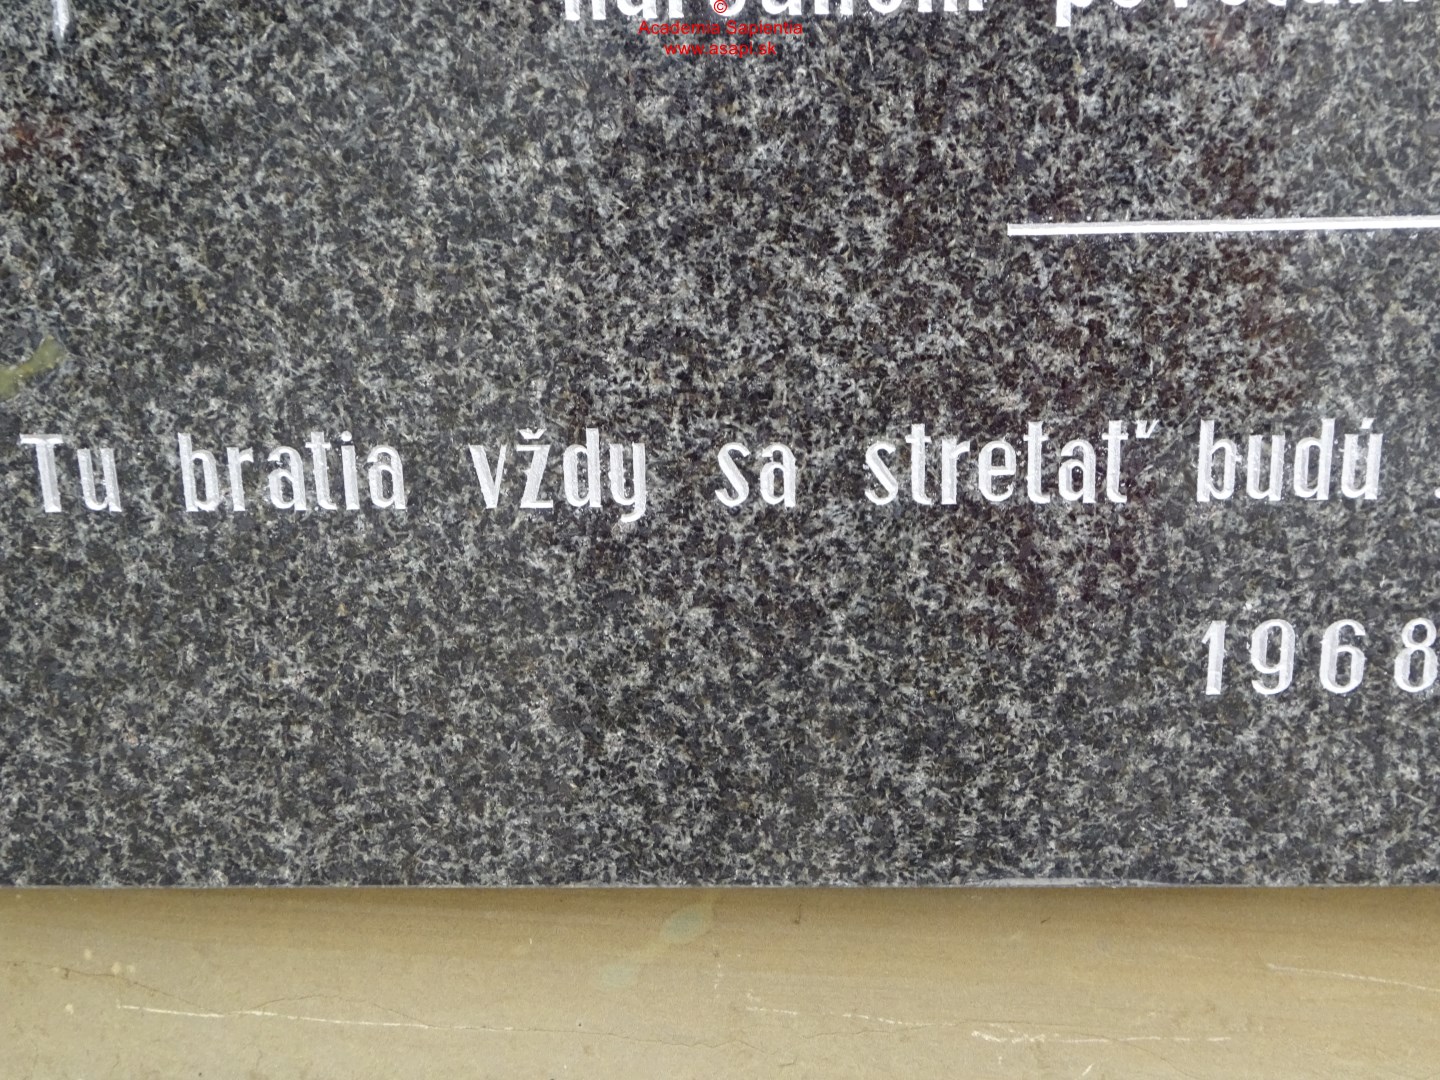 ©
Academia Sapientia
www.asapi.sk
Tu bratia vždy sa stretať budú
1968